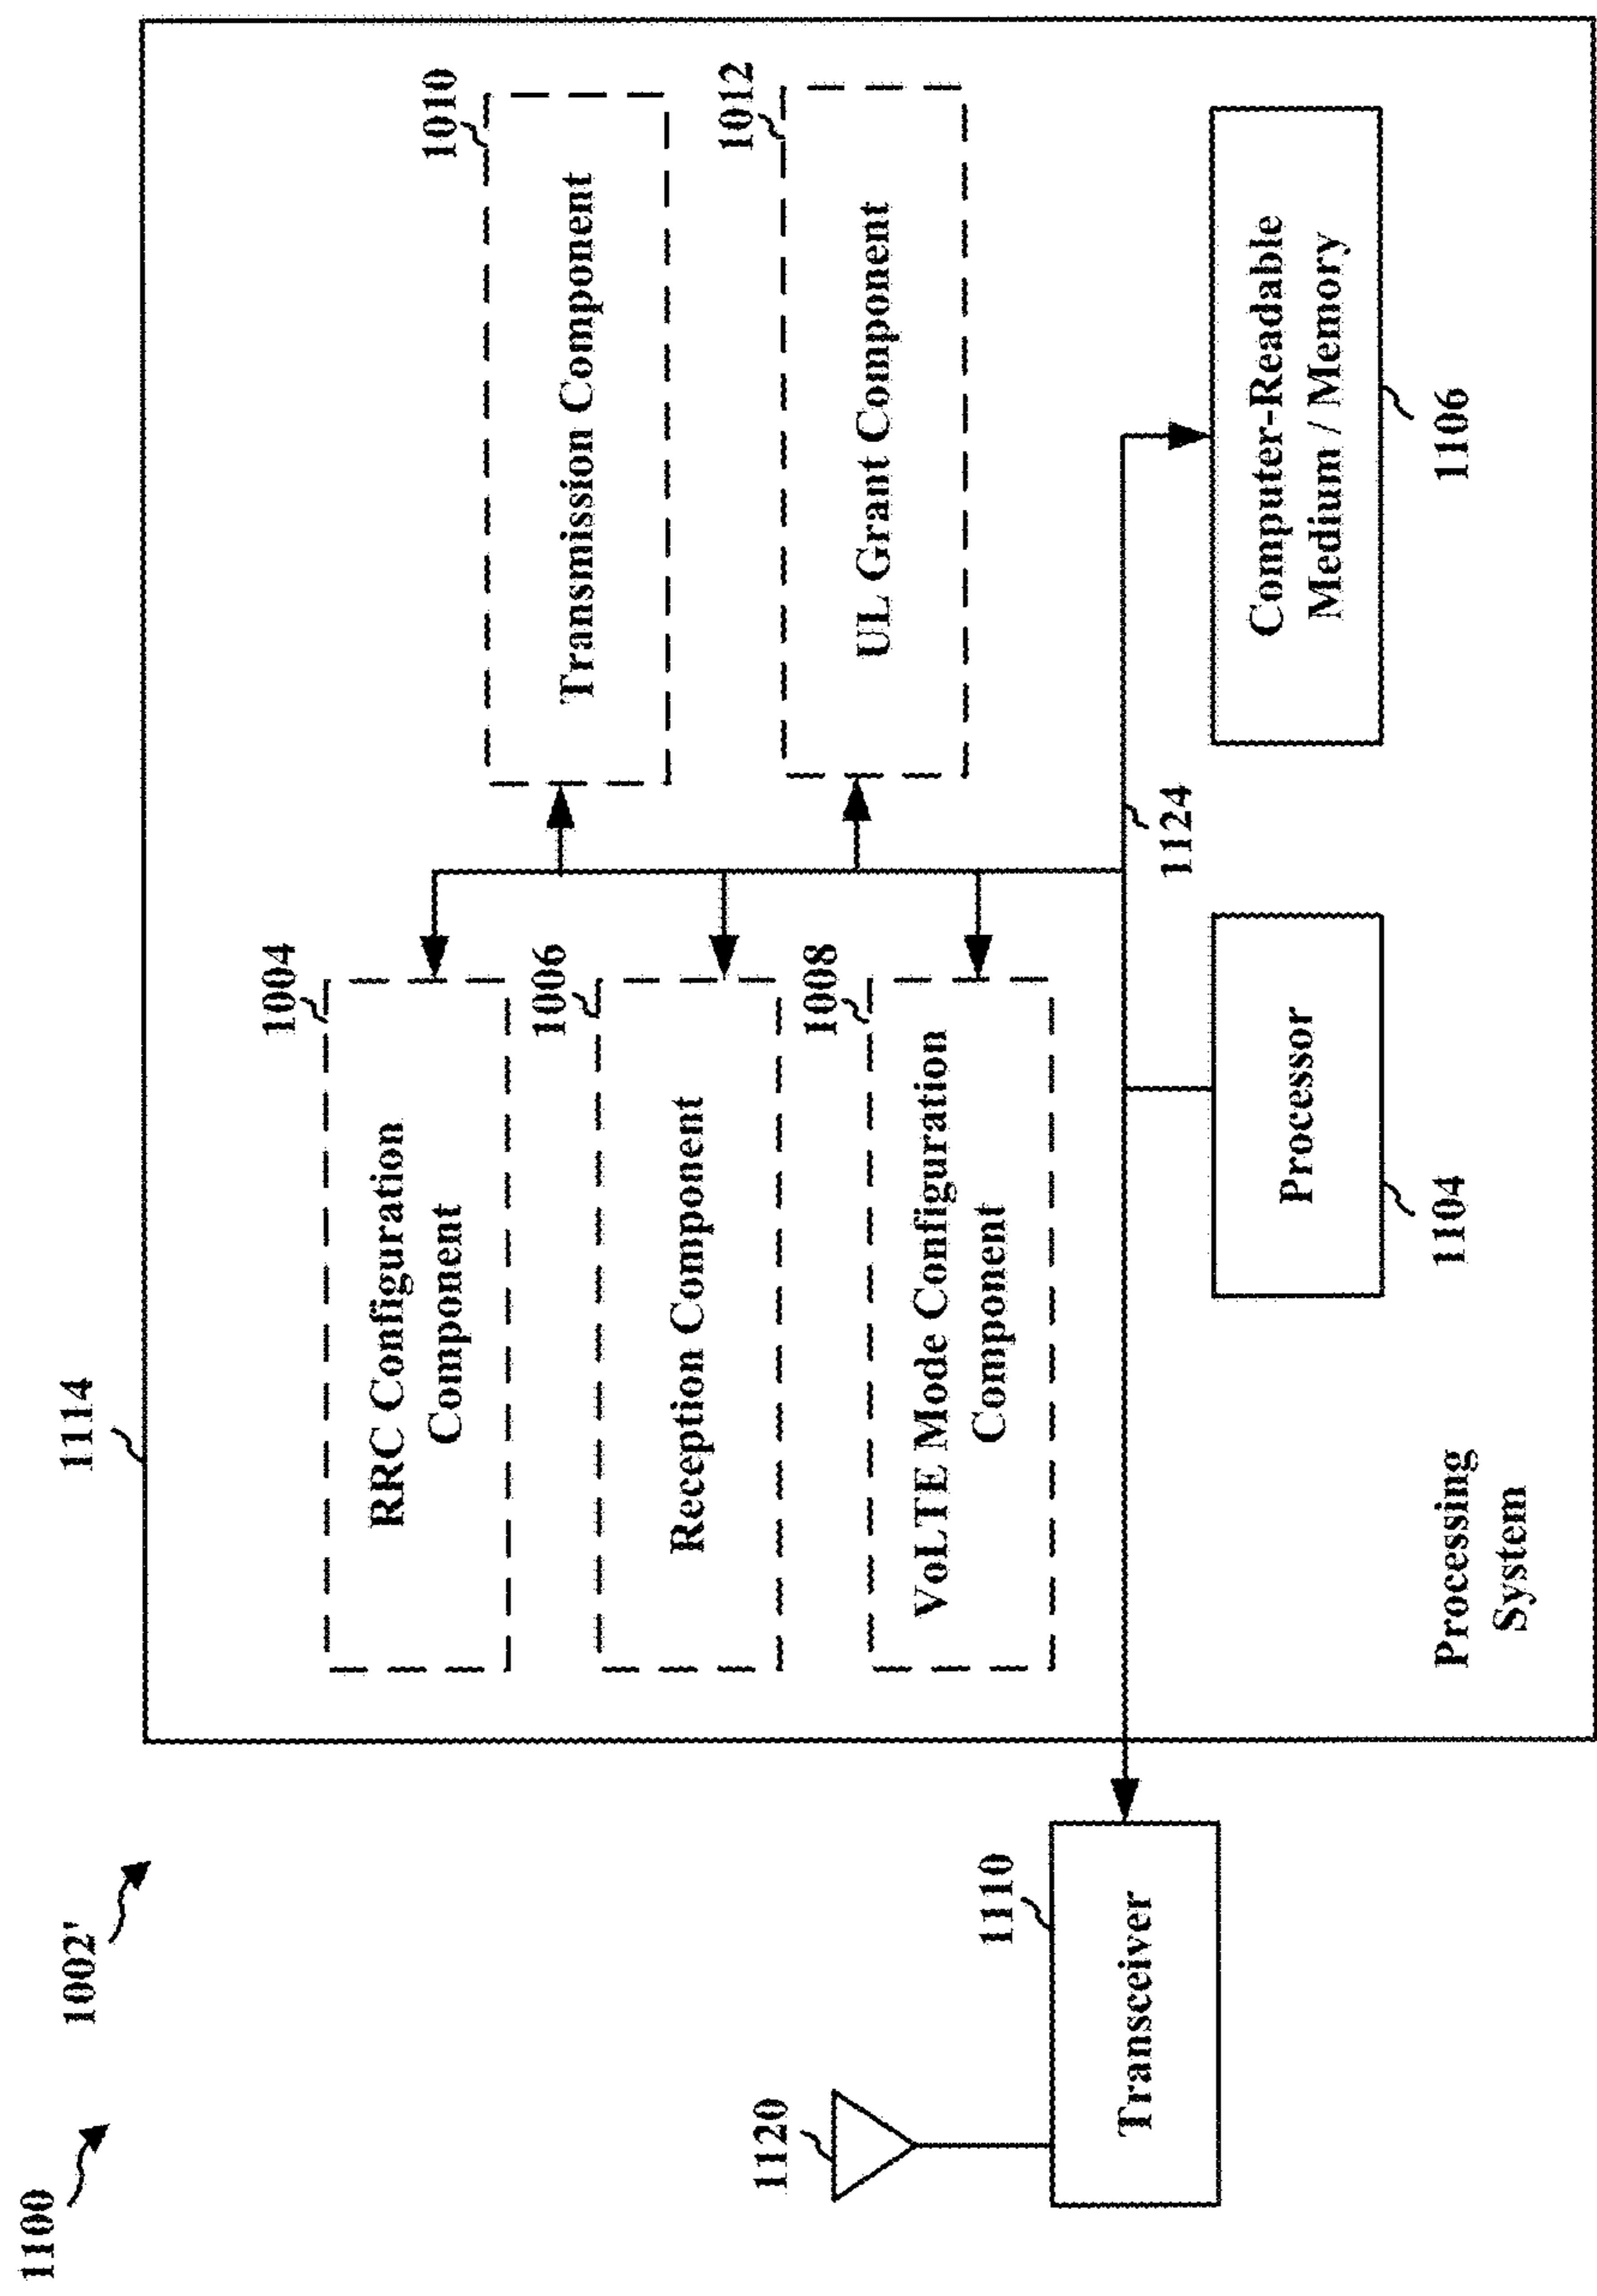 1100
1002'
1114
1004
RRC Configuration
Component
1010
Transmission Component
1006
Reception Component
1012
UL Grant Component
1008
VoLTE Mode Configuration
Component
1120
1110
Transceiver
1124
Processor
1104
Computer-Readable
Medium / Memory
1106
Processing
System